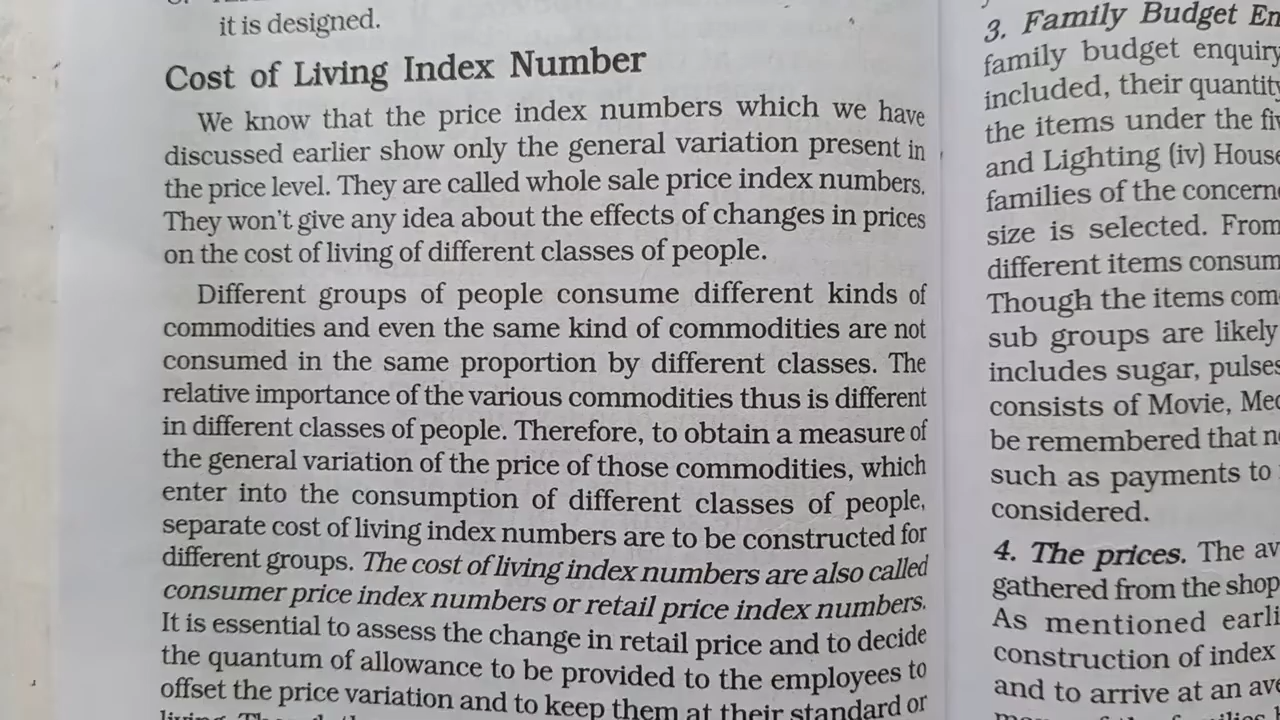 it is designed.
Cost of Living Index Number
We know that the price index numbers which we have
discussed earlier show only the general variation present in
the price level. They are called whole sale price index numbers.
They won't give any idea about the effects of changes in prices
on the cost of living of different classes of people.
Different groups of people consume different kinds of
commodities and even the same kind of commodities are not
consumed in the same proportion by different classes. The
relative importance of the various commodities thus is different
in different classes of people. Therefore, to obtain a measure of
the general variation of the price of those commodities, which
enter into the consumption of different classes of people,
separate cost of living index numbers are to be constructed for
different groups. The cost of living index numbers are also called
consumer price index numbers or retail price index numbers.
It is essential to assess the change in retail price and to decide
the quantum of allowance to be provided to the employees to
offset the price variation and to keep them at their standard or
3. Family Budget
family budget enquiry
included, their
the items under the
and Lighting (iv)
families of the
size is selected. From
different items
Though the items
sub groups are likely
includes sugar, pulses
consists of Movie,
be remembered that
such as payments to
considered.
4. The prices. The
gathered from the shop
As mentioned
construction of index
and to arrive at an